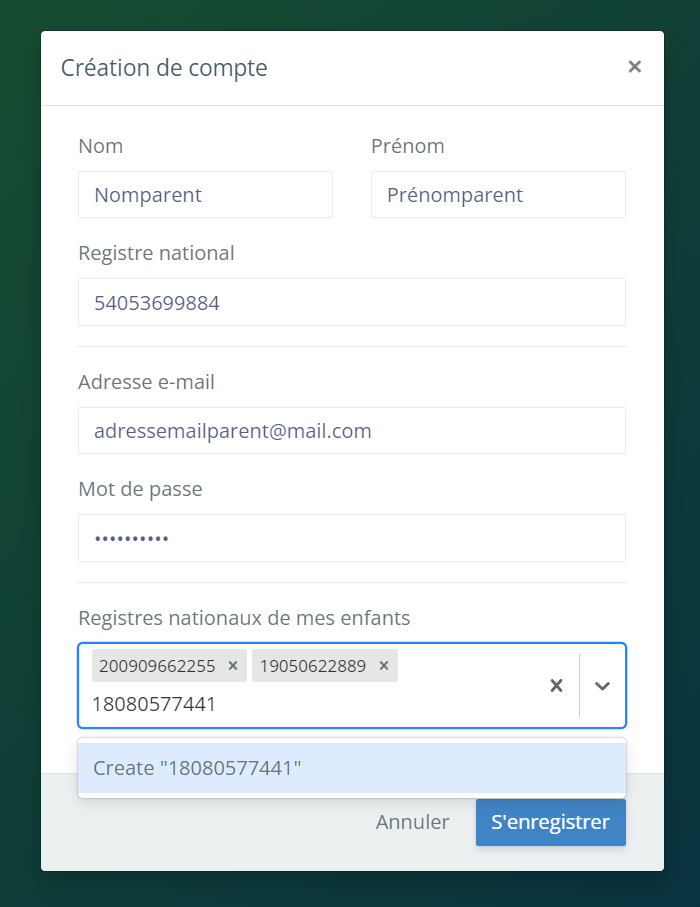 Création de compte ×
Nom Prénom
Nomparent Prénomparent
Registre national
54053699884
Adresse e-mail
adressemailparent@mail.com
Mot de passe
••••••••••
Registres nationaux de mes enfants
200909662255 × 19050622889 ×
18080577441
Create "18080577441"
Annuler S'enregistrer